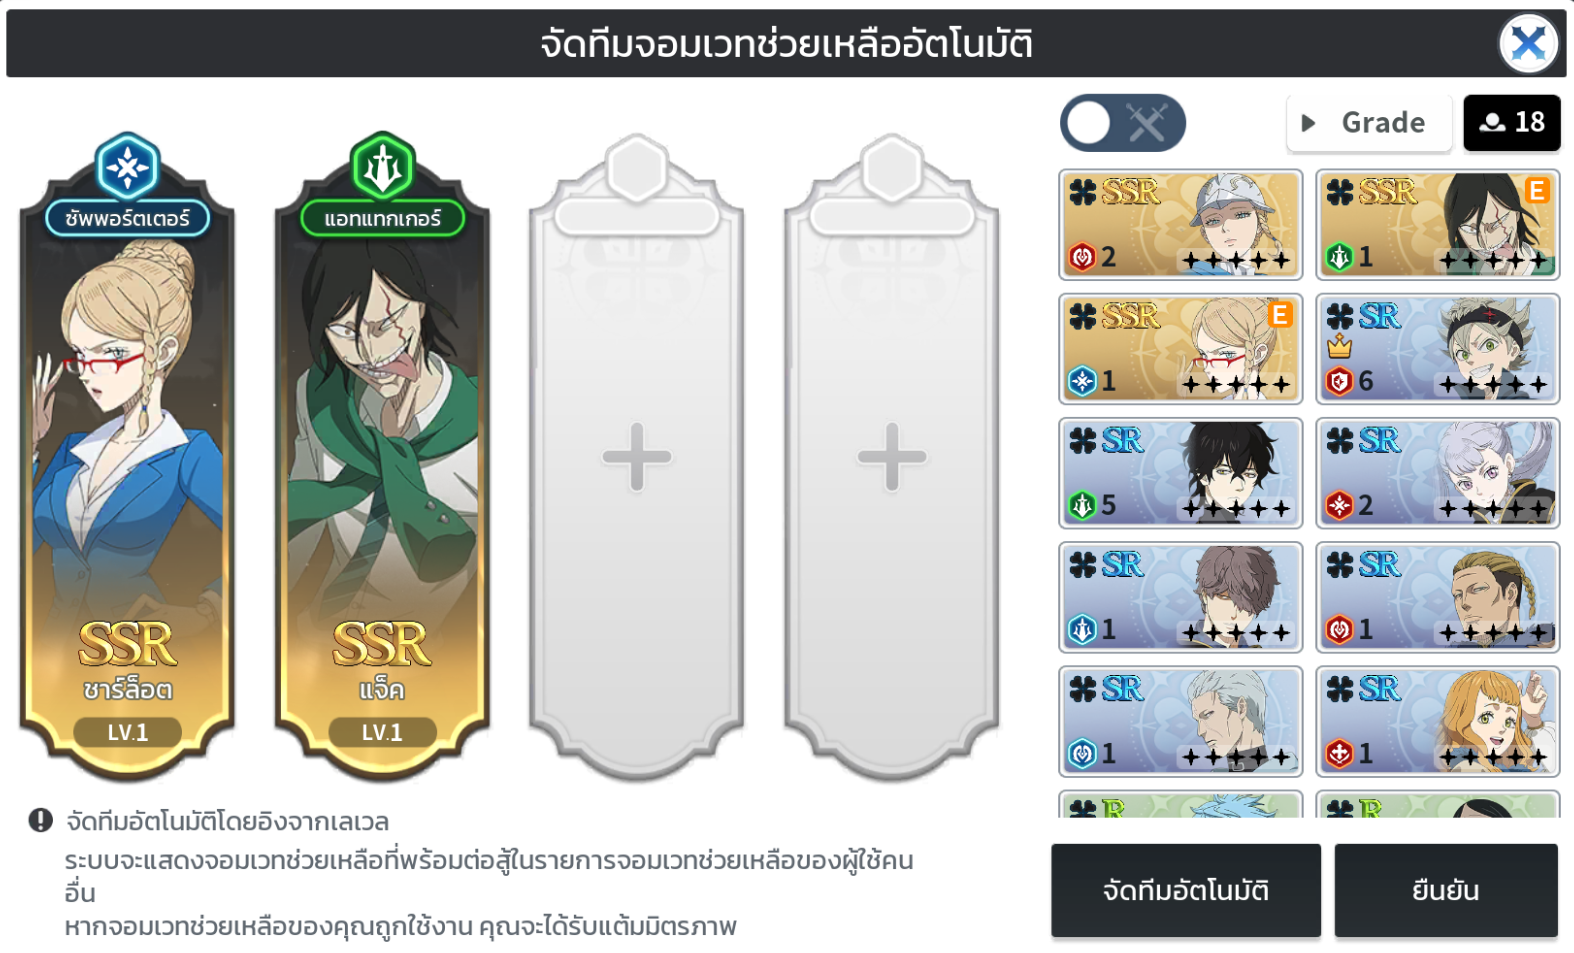 จัดทีมจอมเวทช่วยเหลืออัตโนมัติ
Grade
18
ซัพพอร์ตเตอร์
SSR
ชาร์ล็อต
LV.1
แอทแทกเกอร์
SSR
แจ็ค
LV.1
SSR
2
SSR
E
1
SSR
E
1
SR
6
SR
5
SR
2
SR
1
SR
1
SR
1
SR
1
R
R
จัดทีมอัตโนมัติโดยอิงจากเลเวล
ระบบจะแสดงจอมเวทช่วยเหลือที่พร้อมต่อสู้ในรายการจอมเวทช่วยเหลือของผู้ใช้คน
อื่น
หากจอมเวทช่วยเหลือของคุณถูกใช้งาน คุณจะได้รับแต้มมิตรภาพ
จัดทีมอัตโนมัติ
ยืนยัน